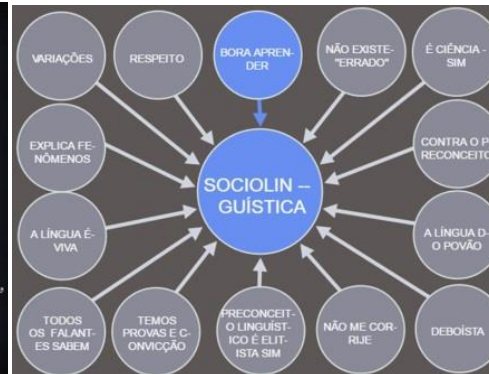 VARIAÇÕES
RESPEITO
BORA APREN-
DER
NÃO EXISTE-
"ERRADO"
É CIÊNCIA -
SIM
EXPLICA FE-
NÔMENOS
SOCIOLIN --
GUÍSTICA
CONTRA O P
RECONCEITO
A LÍNGUA É-
VIVA
A LÍNGUA D-
O POVÃO
TODOS
OS FALANT-
ES SABEM
TEMOS
PROVAS E C-
ONVICÇÃO
PRECONCEIT-
O LINGUÍST-
ICO É ELIT-
ISTA SIM
NÃO ME COR-
RIJE
DEBOÍSTA